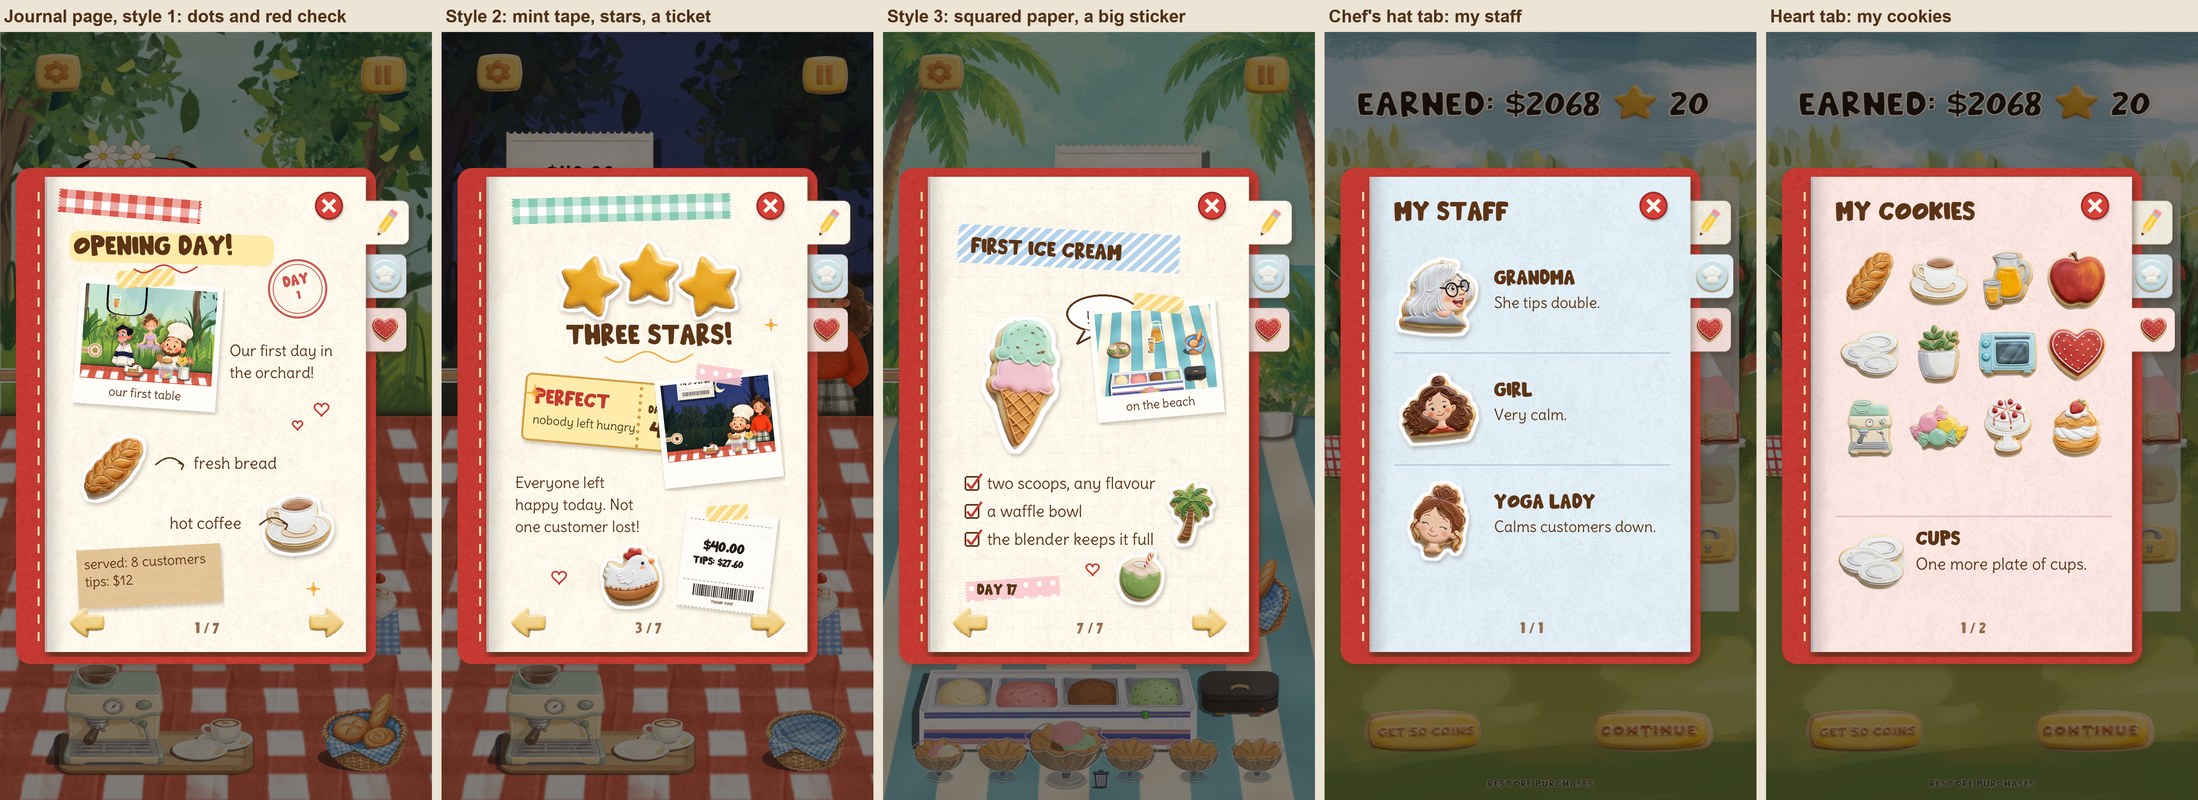 Journal page, style 1: dots and red check
OPENING DAY!
DAY
1
our first table
Our first day in
the orchard!
fresh bread
hot coffee
served: 8 customers
tips: $12
1/7
Style 2: mint tape, stars, a ticket
THREE STARS!
PERFECT
nobody left hungry
Everyone left
happy today. Not
one customer lost!
$40.00
TIPS: $27.60
THANK YOU!
3/7
Style 3: squared paper, a big sticker
FIRST ICE CREAM
on the beach
two scoops, any flavour
a waffle bowl
the blender keeps it full
DAY 17
7/7
Chef's hat tab: my staff
EARNED: $2068 20
MY STAFF
GRANDMA
She tips double.
GIRL
Very calm.
YOGA LADY
Calms customers down.
1/1
GET 50 COINS
CONTINUE
RESTORE PURCHASES
Heart tab: my cookies
EARNED: $2068 20
MY COOKIES
CUPS
One more plate of cups.
1/2
GET 50 COINS
CONTINUE
RESTORE PURCHASES